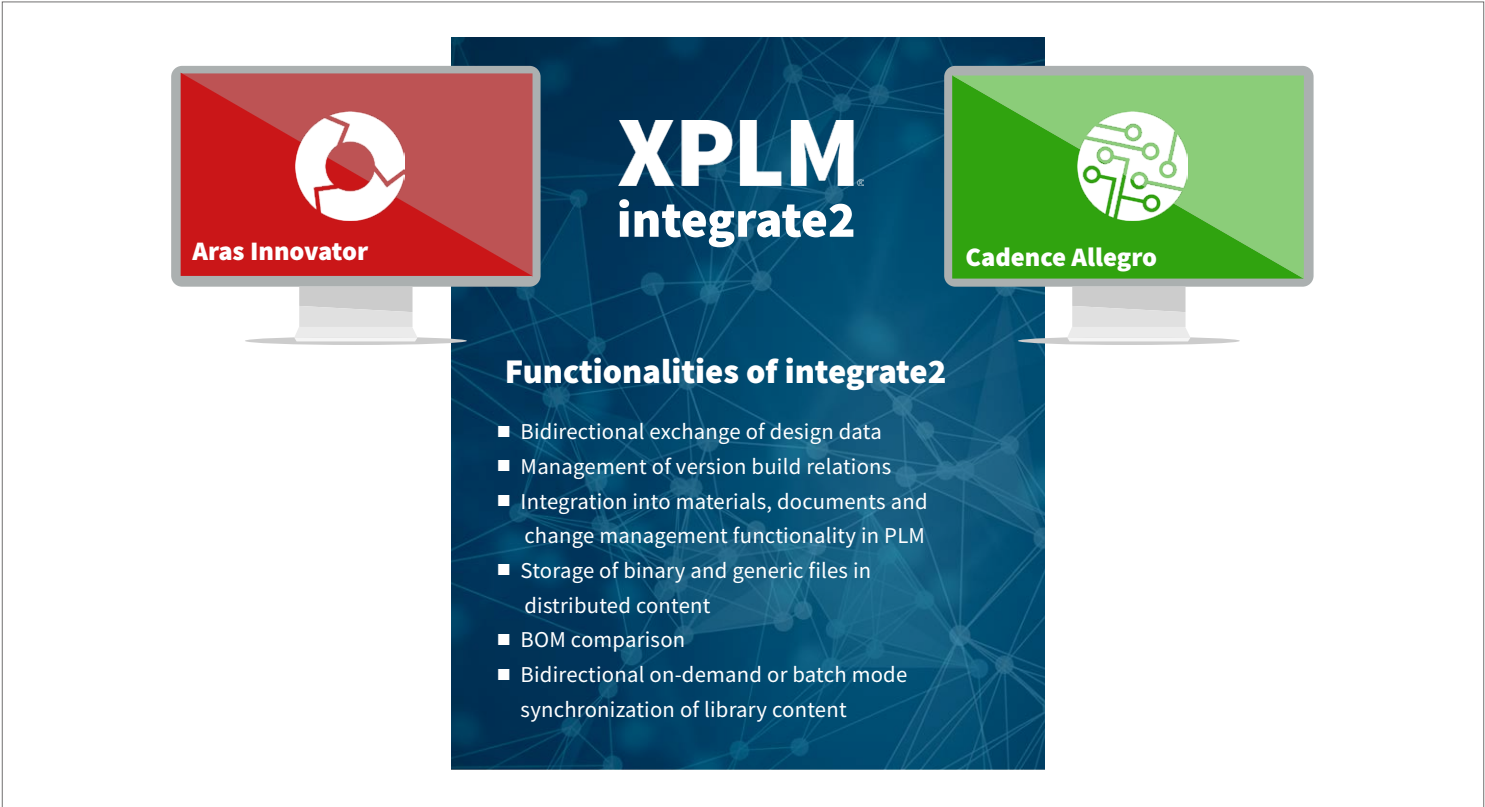 XPLM®
integrate2
Aras Innovator
Cadence Allegro
Functionalities of integrate2
■ Bidirectional exchange of design data
■ Management of version build relations
■ Integration into materials, documents and
change management functionality in PLM
■ Storage of binary and generic files in
distributed content
■ BOM comparison
■ Bidirectional on-demand or batch mode
synchronization of library content